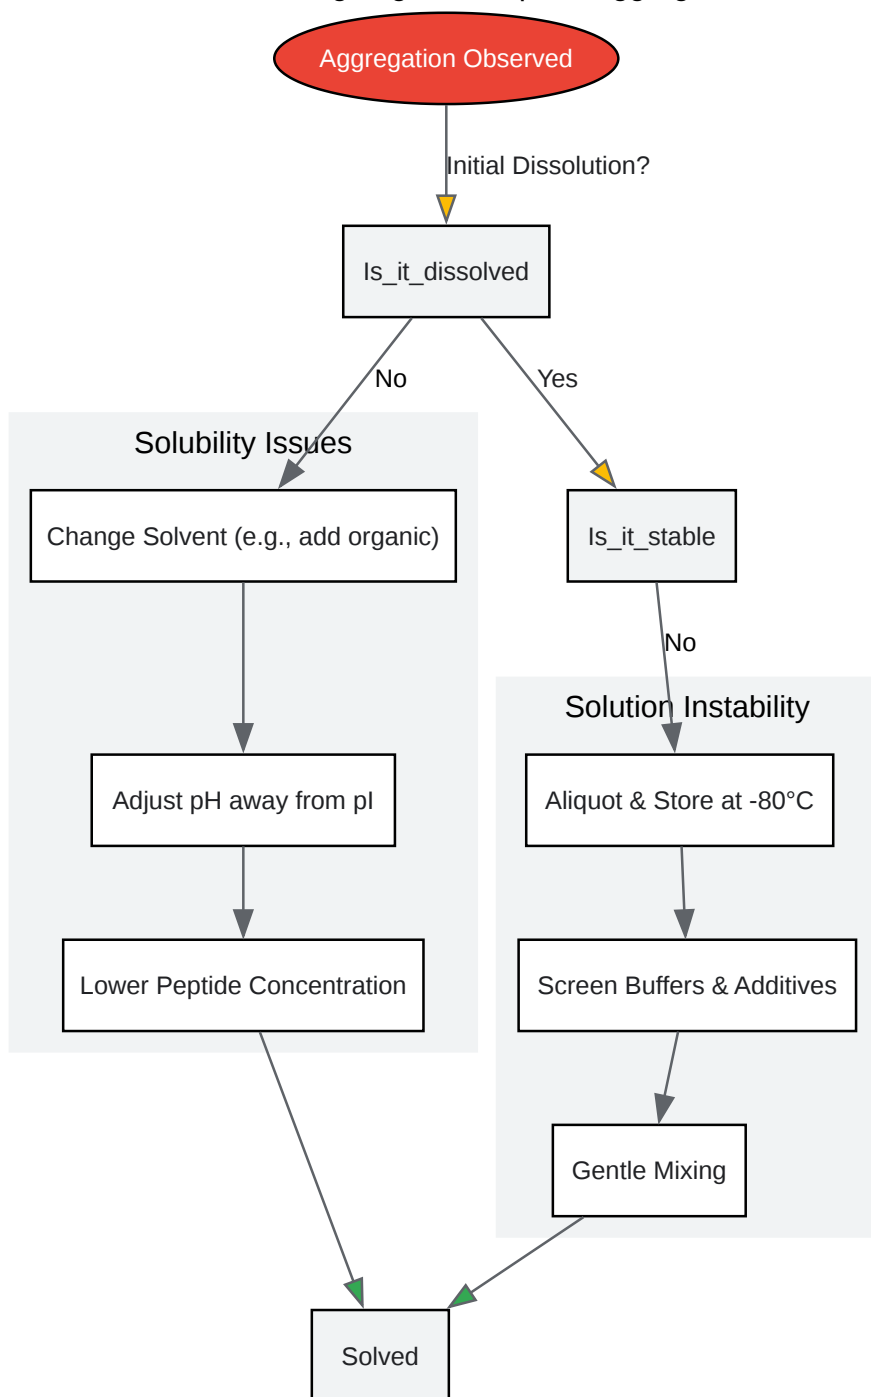 Aggregation Observed
Initial Dissolution?
Is_it_dissolved
No
Yes
Solubility Issues
Change Solvent (e.g., add organic)
Is_it_stable
No
Solution Instability
Adjust pH away from pI
Aliquot & Store at -80°C
Lower Peptide Concentration
Screen Buffers & Additives
Gentle Mixing
Solved